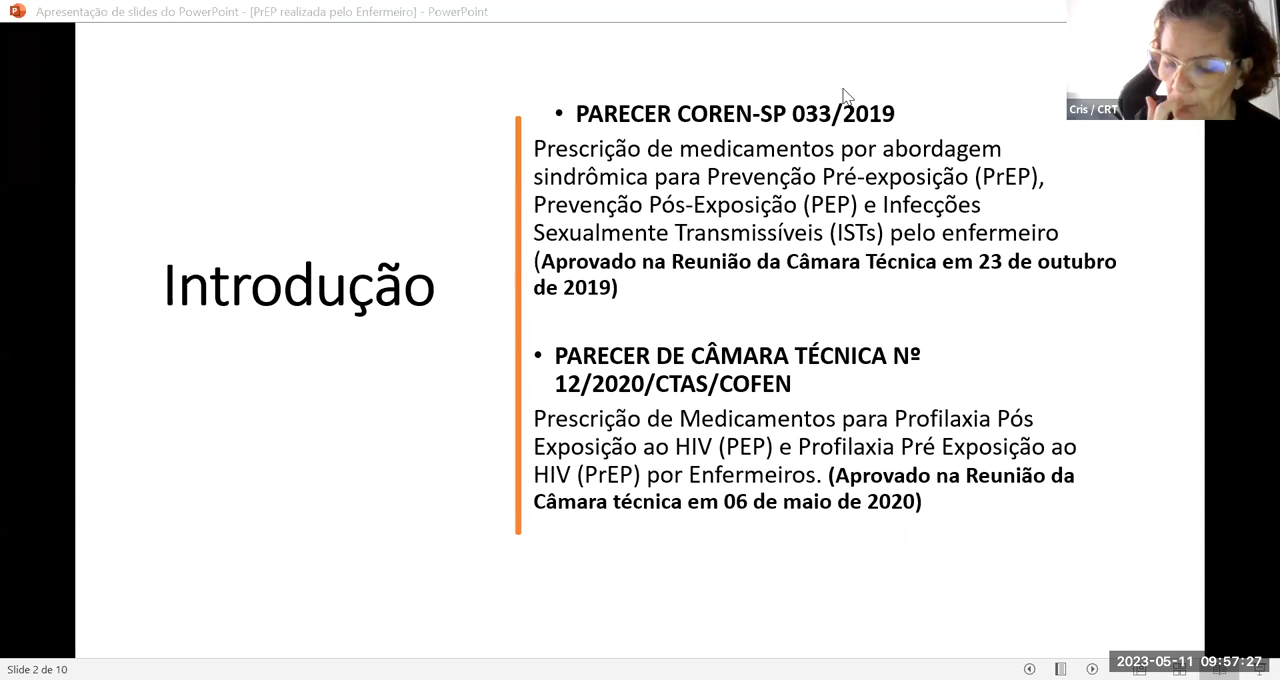 Apresentação de slides do PowerPoint - [PrEP realizada pelo Enfermeiro] - PowerPoint
Cris / CRT
Introdução
• PARECER COREN-SP 033/2019
Prescrição de medicamentos por abordagem
sindrômica para Prevenção Pré-exposição (PrEP),
Prevenção Pós-Exposição (PEP) e Infecções
Sexualmente Transmissíveis (ISTs) pelo enfermeiro
(Aprovado na Reunião da Câmara Técnica em 23 de outubro
de 2019)
• PARECER DE CÂMARA TÉCNICA Nº
12/2020/CTAS/COFEN
Prescrição de Medicamentos para Profilaxia Pós
Exposição ao HIV (PEP) e Profilaxia Pré Exposição ao
HIV (PrEP) por Enfermeiros. (Aprovado na Reunião da
Câmara técnica em 06 de maio de 2020)
Slide 2 de 10
2023-05-11 09:57:27